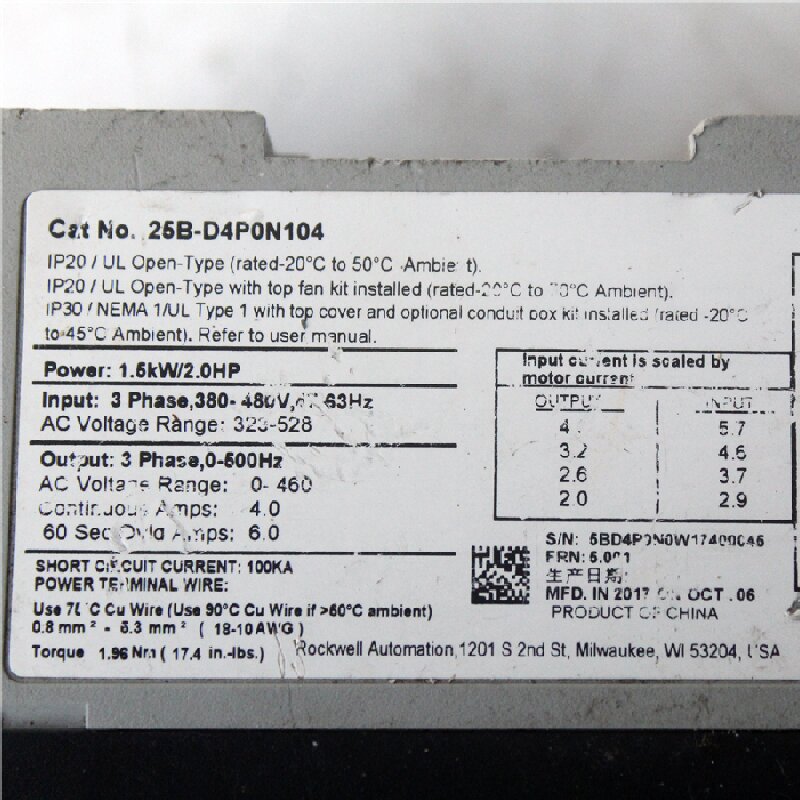 Cat No. 25B-D4P0N104
IP20 / UL Open-Type (rated-20°C to 50°C Ambient).
IP20 / UL Open-Type with top fan kit installed (rated-20°C to 70°C Ambient).
IP30 / NEMA 1/UL Type 1 with top cover and optional conduit box kit installed (rated -20°C
to 45°C Ambient). Refer to user manual.
Power: 1.5kW/2.0HP
Input: 3 Phase,380- 480V, 63Hz
AC Voltage Range: 323-528
Output: 3 Phase,0-500Hz
AC Voltage Range: 0- 460
Continuous Amps: 4.0
60 Sec Ovld Amps: 6.0
SHORT CIRCUIT CURRENT: 100KA
POWER TERMINAL WIRE:
Use Cu Wire (Use 90°C Cu Wire if >50°C ambient)
0.8 mm² - 5.3 mm² ( 18-10AWG )
Torque 1.96 Nm ( 17.4 in.-lbs.)
Input current is scaled by
motor current
OUTPUT INPUT
5.7
3.2 4.6
2.6 3.7
2.0 2.9
S/N:
FRN:
生产日期:
MFD. IN 2017 ON OCT .06
PRODUCT OF CHINA
Rockwell Automation,1201 S 2nd St, Milwaukee, WI 53204, USA